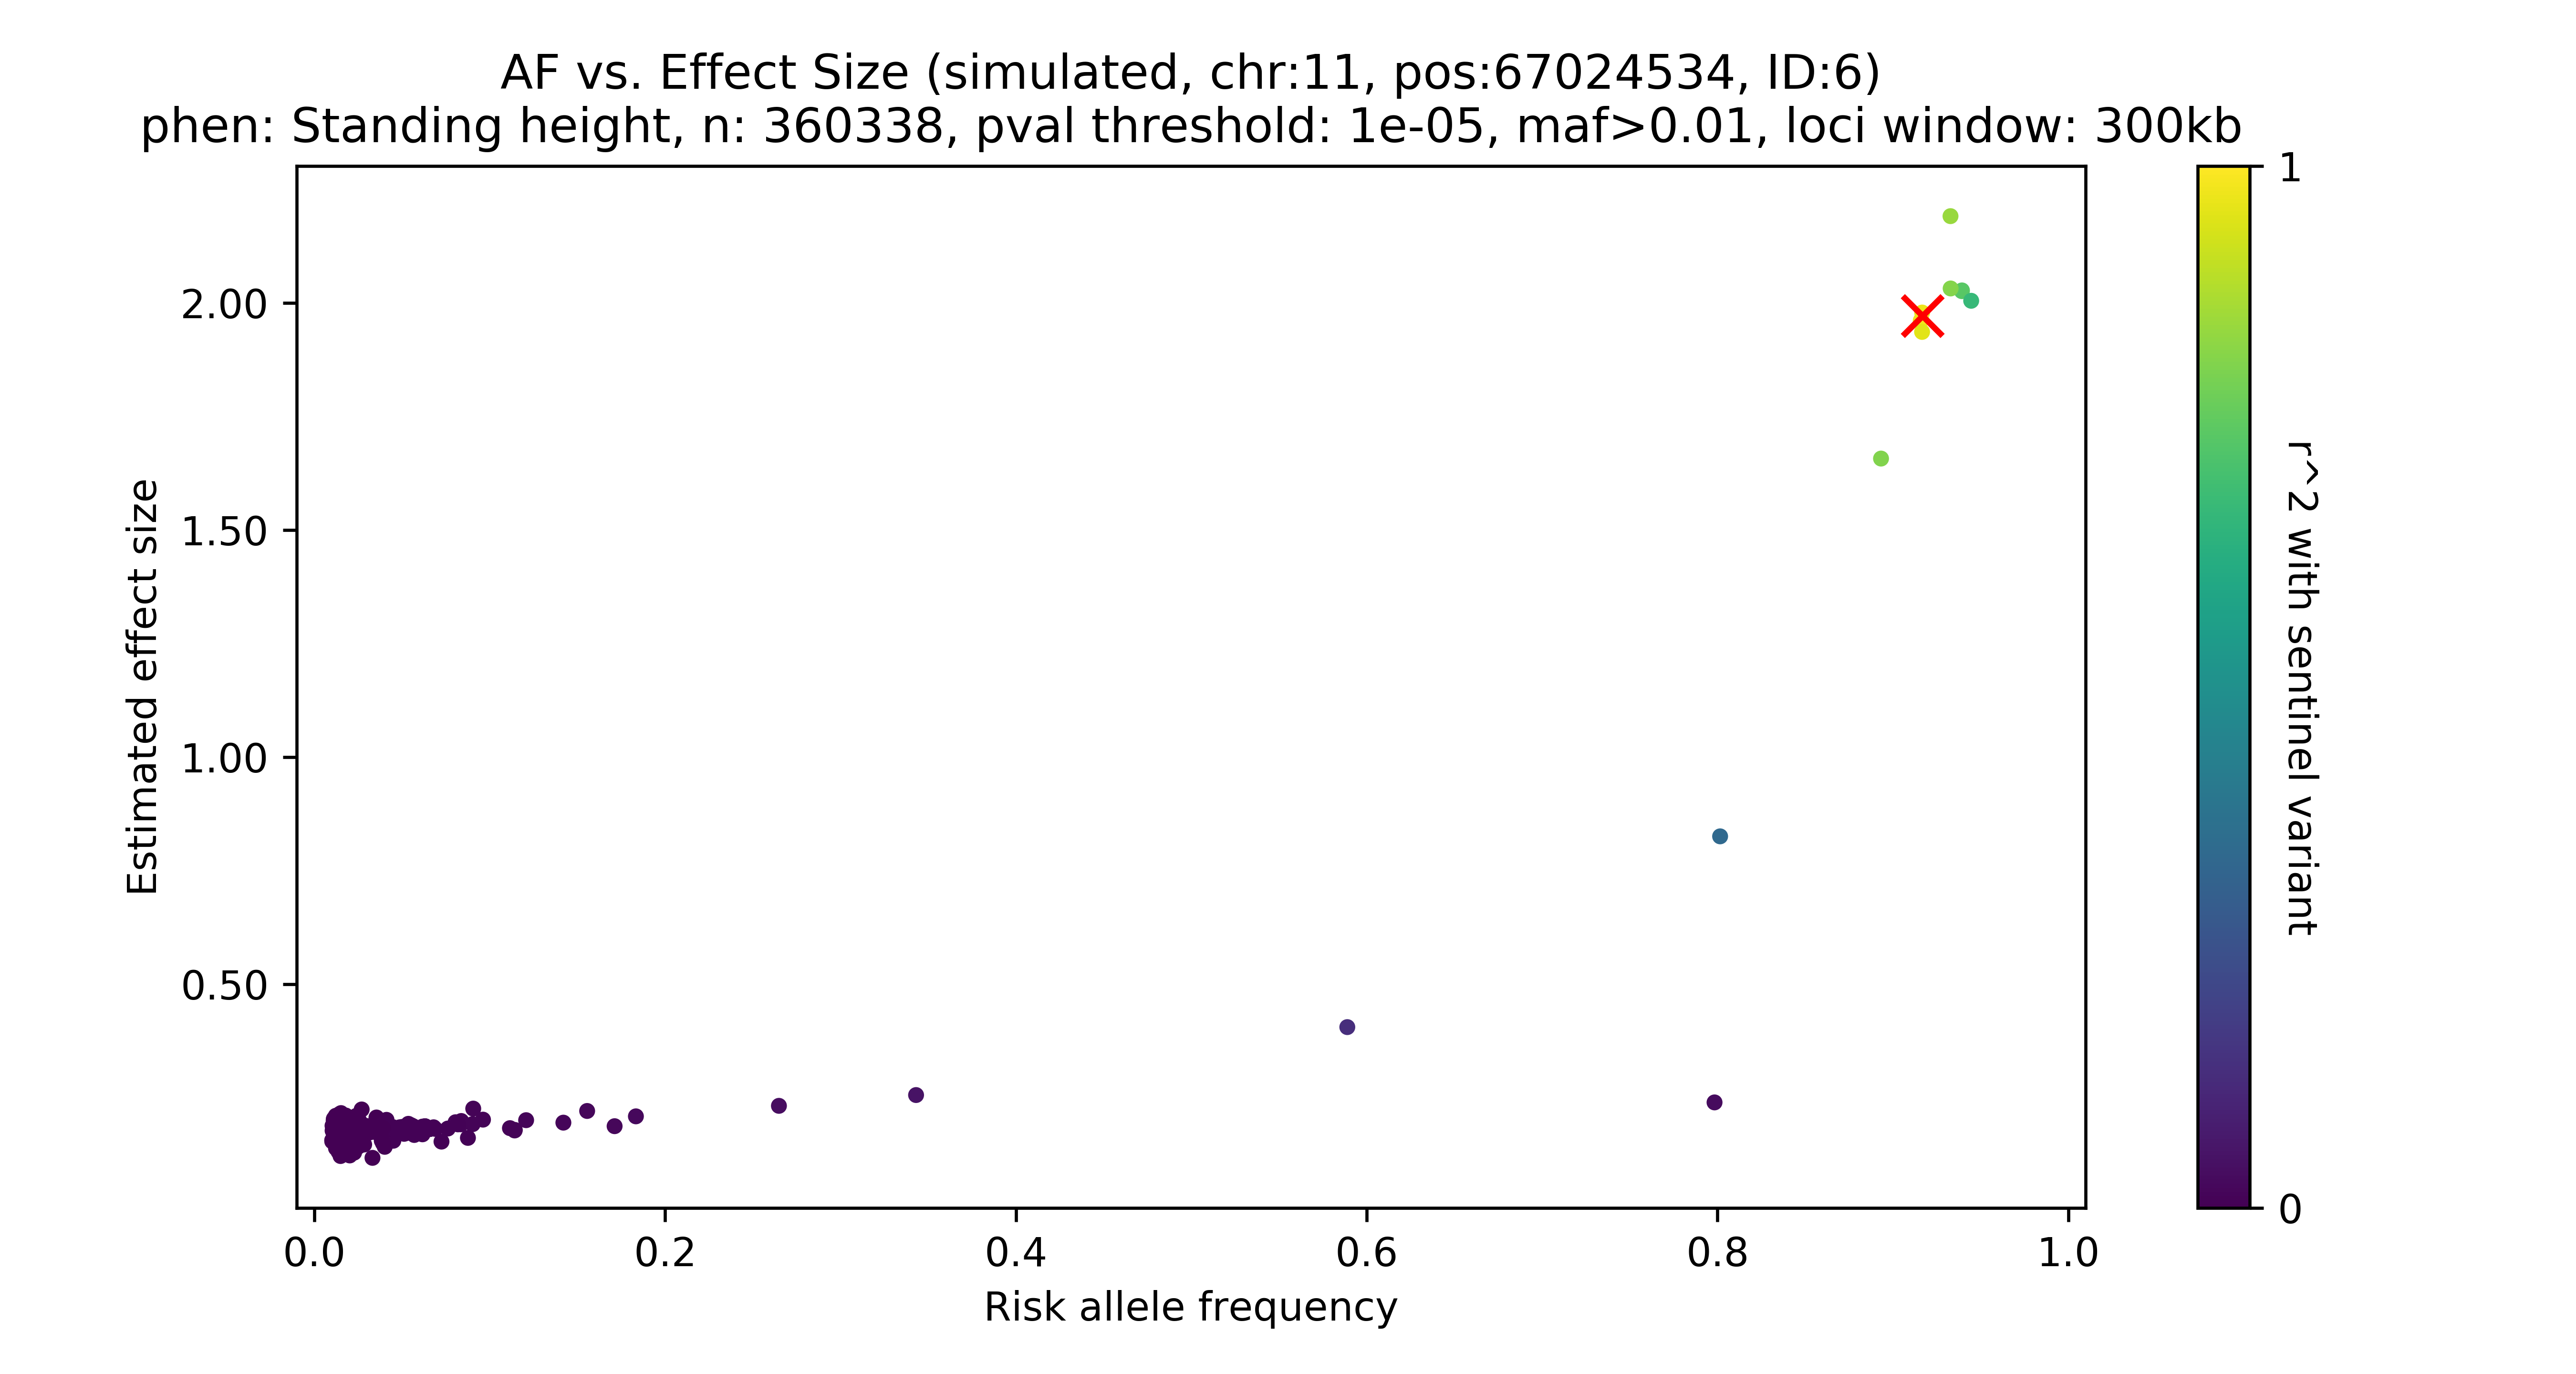 AF vs. Effect Size (simulated, chr:11, pos:67024534, ID:6)
phen: Standing height, n: 360338, pval threshold: 1e-05, maf>0.01, loci window: 300kb
Estimated effect size
2.00
1.50
1.00
0.50
0.0
0.2
0.4
0.6
0.8
1.0
Risk allele frequency
1
0
r^2 with sentinel variant